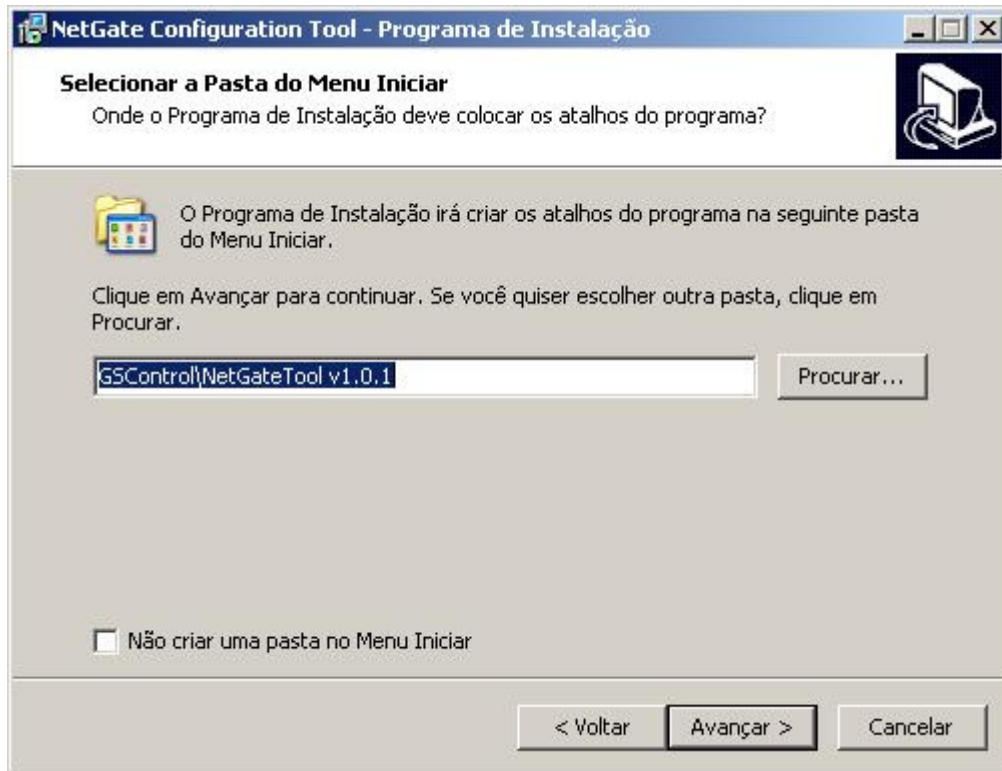 NetGate Configuration Tool - Programa de Instalação
Selecionar a Pasta do Menu Iniciar
Onde o Programa de Instalação deve colocar os atalhos do programa?
O Programa de Instalação irá criar os atalhos do programa na seguinte pasta
do Menu Iniciar.
Clique em Avançar para continuar. Se você quiser escolher outra pasta, clique em
Procurar.
GSControl\NetGateTool v1.0.1
Procurar...
Não criar uma pasta no Menu Iniciar
< Voltar
Avançar >
Cancelar